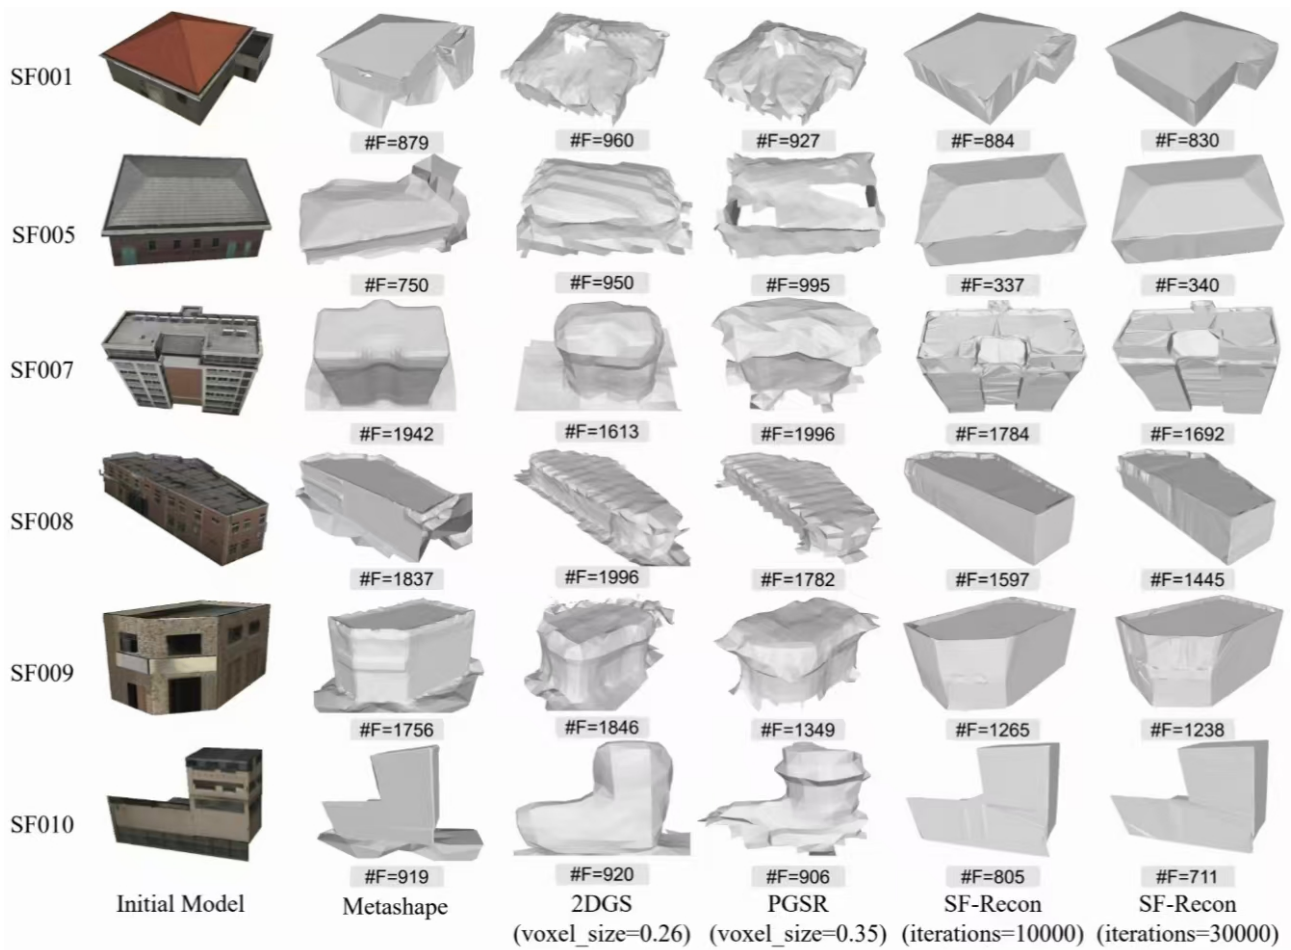 SF001
#F=879
#F=960
#F=927
#F=884
#F=830
SF005
#F=750
#F=950
#F=995
#F=337
#F=340
SF007
#F=1942
#F=1613
#F=1996
#F=1784
#F=1692
SF008
#F=1837
#F=1996
#F=1782
#F=1597
#F=1445
SF009
#F=1756
#F=1846
#F=1349
#F=1265
#F=1238
SF010
#F=919
#F=920
#F=906
#F=805
#F=711
Initial Model
Metashape
2DGS
(voxel_size=0.26)
PGSR
(voxel_size=0.35)
SF-Recon
(iterations=10000)
SF-Recon
(iterations=30000)